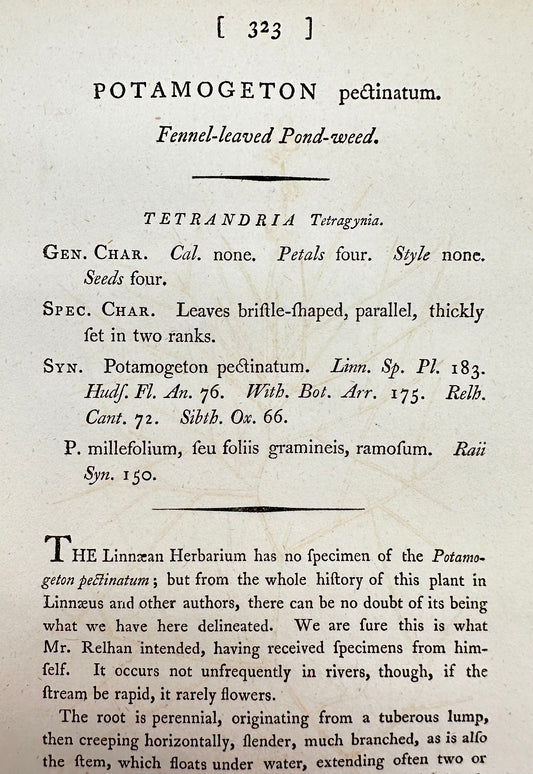 [ 323 ]
POTAMOGETON pectinatum.
Fennel-leaved Pond-weed.
TETRANDRIA Tetragynia.
GEN. CHAR. Cal. none. Petals four. Style none.
Seeds four.
SPEC. CHAR. Leaves briſtle-ſhaped, parallel, thickly
ſet in two ranks.
SYN. Potamogeton pectinatum. Linn. Sp. Pl. 183.
Hudſ. Fl. An. 76. With. Bot. Arr. 175. Relh.
Cant. 72. Sibth. Ox. 66.
P. millefolium, ſeu foliis gramineis, ramoſum. Raii
Syn. 150.
THE Linnæan Herbarium has no ſpecimen of the Potamo-
geton pectinatum; but from the whole hiſtory of this plant in
Linnæus and other authors, there can be no doubt of its being
what we have here delineated. We are ſure this is what
Mr. Relhan intended, having received ſpecimens from him-
ſelf. It occurs not unfrequently in rivers, though, if the
ſtream be rapid, it rarely flowers.
The root is perennial, originating from a tuberous lump,
then creeping horizontally, ſlender, much branched, as is alſo
the ſtem, which floats under water, extending often two or